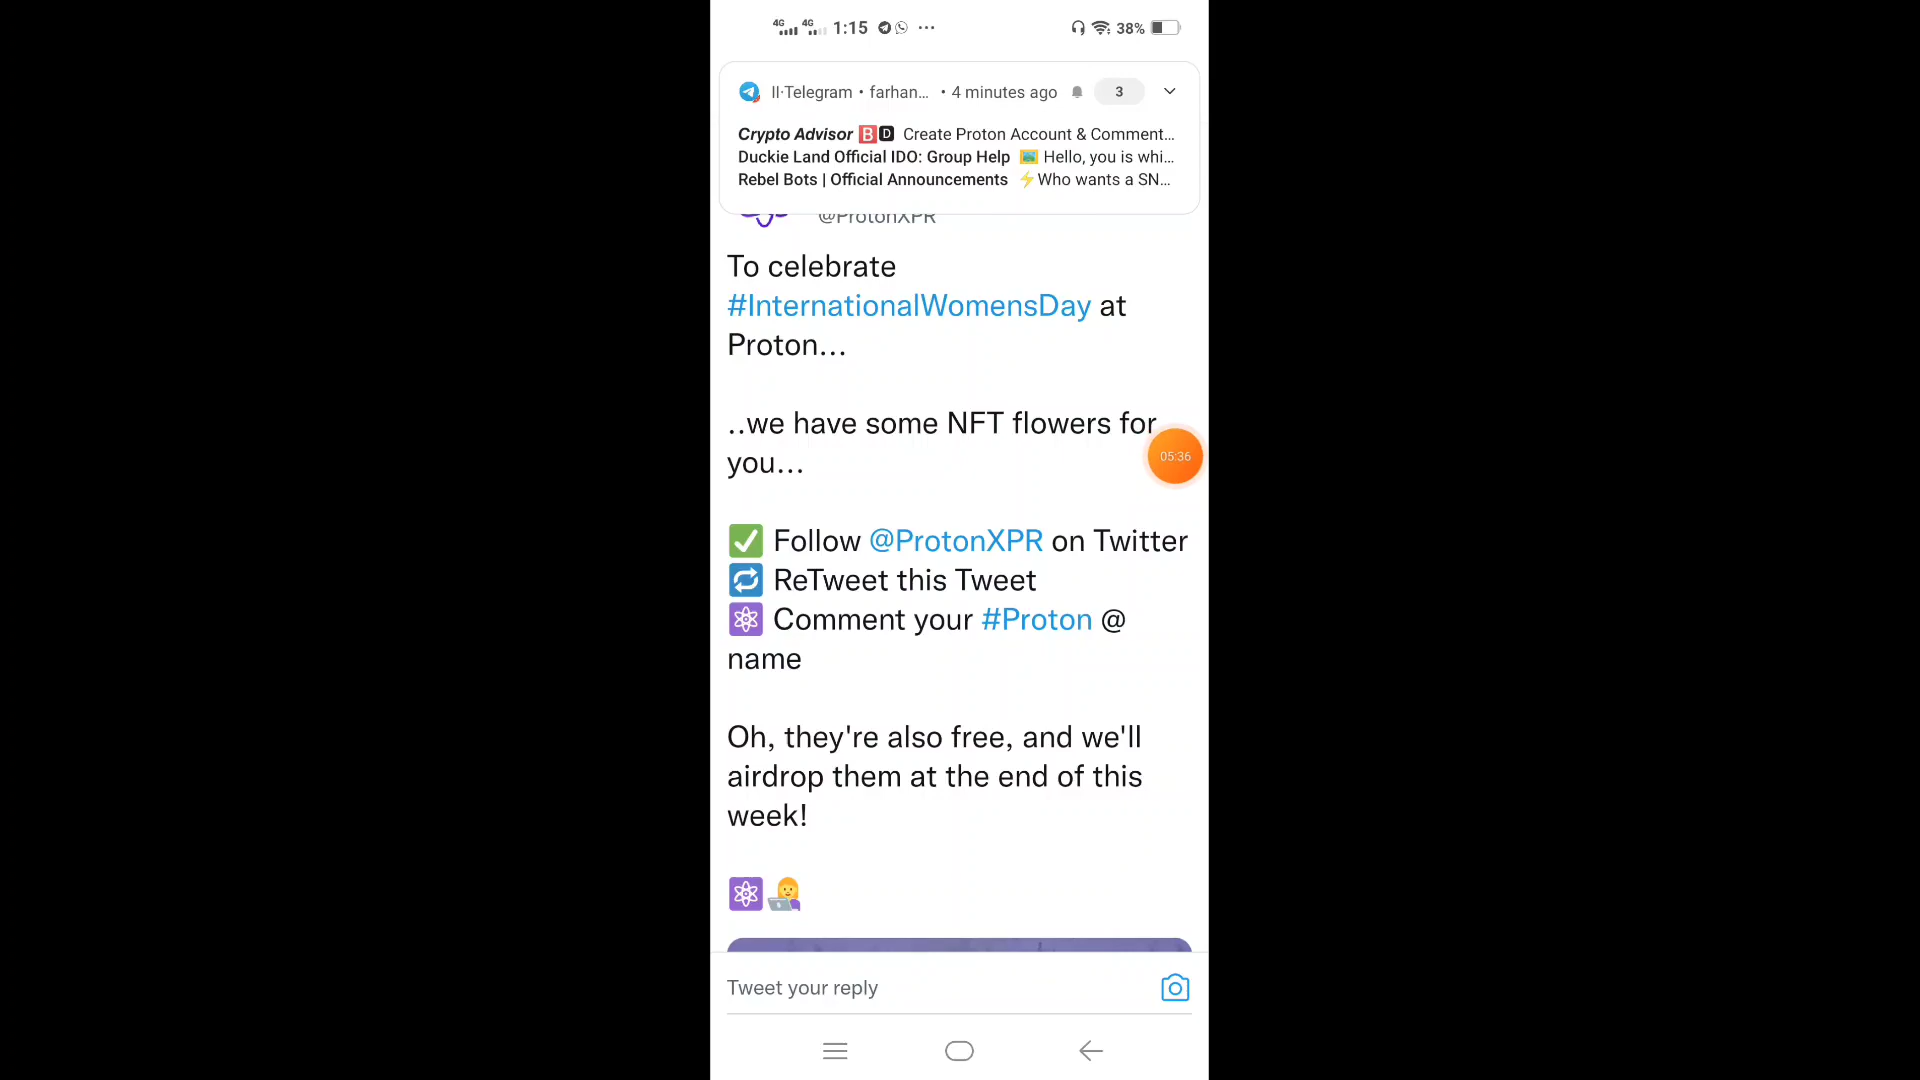 4G 4G 1:15 ... 38%
II·Telegram • farhan... • 4 minutes ago 3
Crypto Advisor 🅱🅳 Create Proton Account & Comment...
Duckie Land Official IDO: Group Help 🖼️ Hello, you is whi...
Rebel Bots | Official Announcements ⚡Who wants a SN...
@ProtonXPR
To celebrate
#InternationalWomensDay at
Proton...
..we have some NFT flowers for
you...
05:36
✅ Follow @ProtonXPR on Twitter
🔁 ReTweet this Tweet
⚛️ Comment your #Proton @
name
Oh, they're also free, and we'll
airdrop them at the end of this
week!
⚛️👩‍💻
Tweet your reply